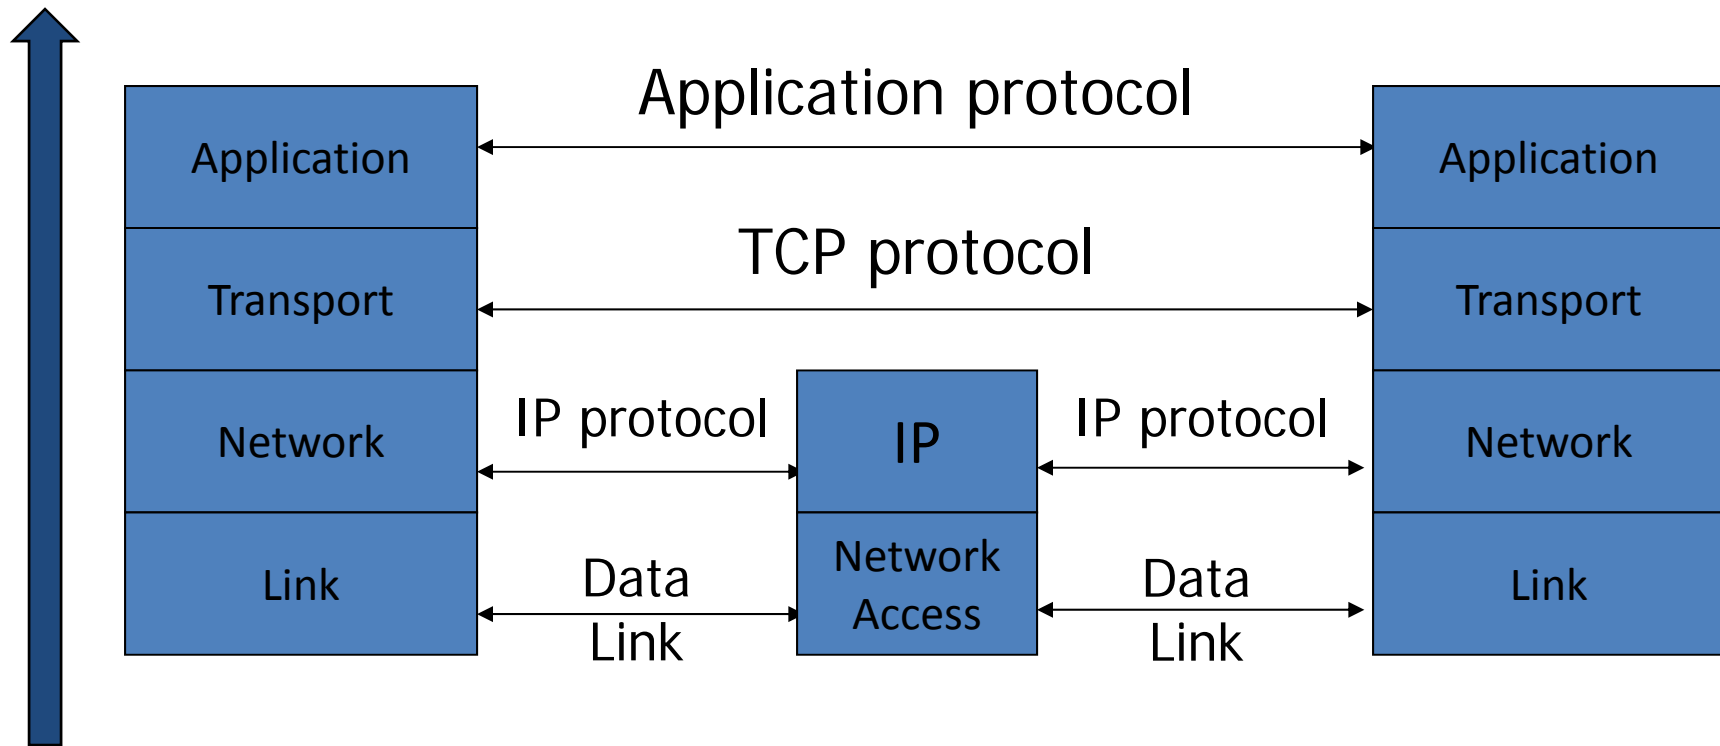 Application protocol
Application
Application
TCP protocol
Transport
Transport
IP protocol
IP protocol
Network
IP
Network
Link
Data
Link
Network
Access
Data
Link
Link